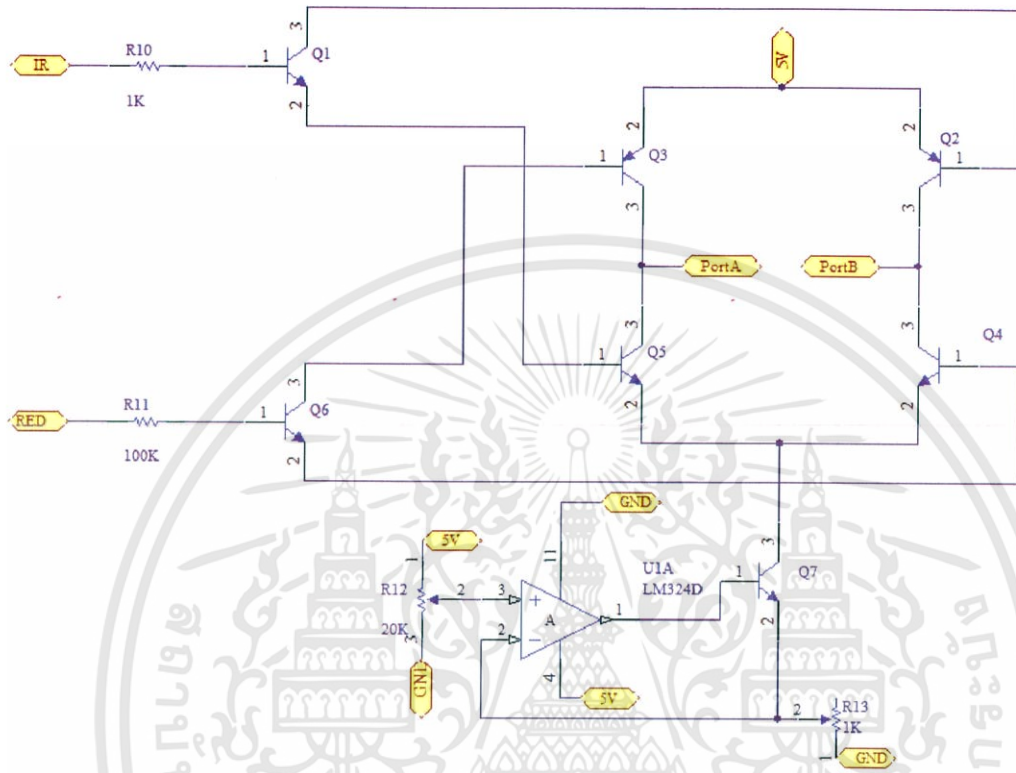 3
IR
R10
1
Q1
1K
2
5V
2
2
Q2
1
Q3
1
3
3
PortA
PortB
3
3
Q4
1
Q5
1
2
2
3
RED
R11
1
Q6
100K
2
GND
5V
1
11
3
U1A
LM324D
1
Q7
R12
2
3
+
A
1
20K
2
−
2
3
4
GND
5V
2
R13
1K
1
GND